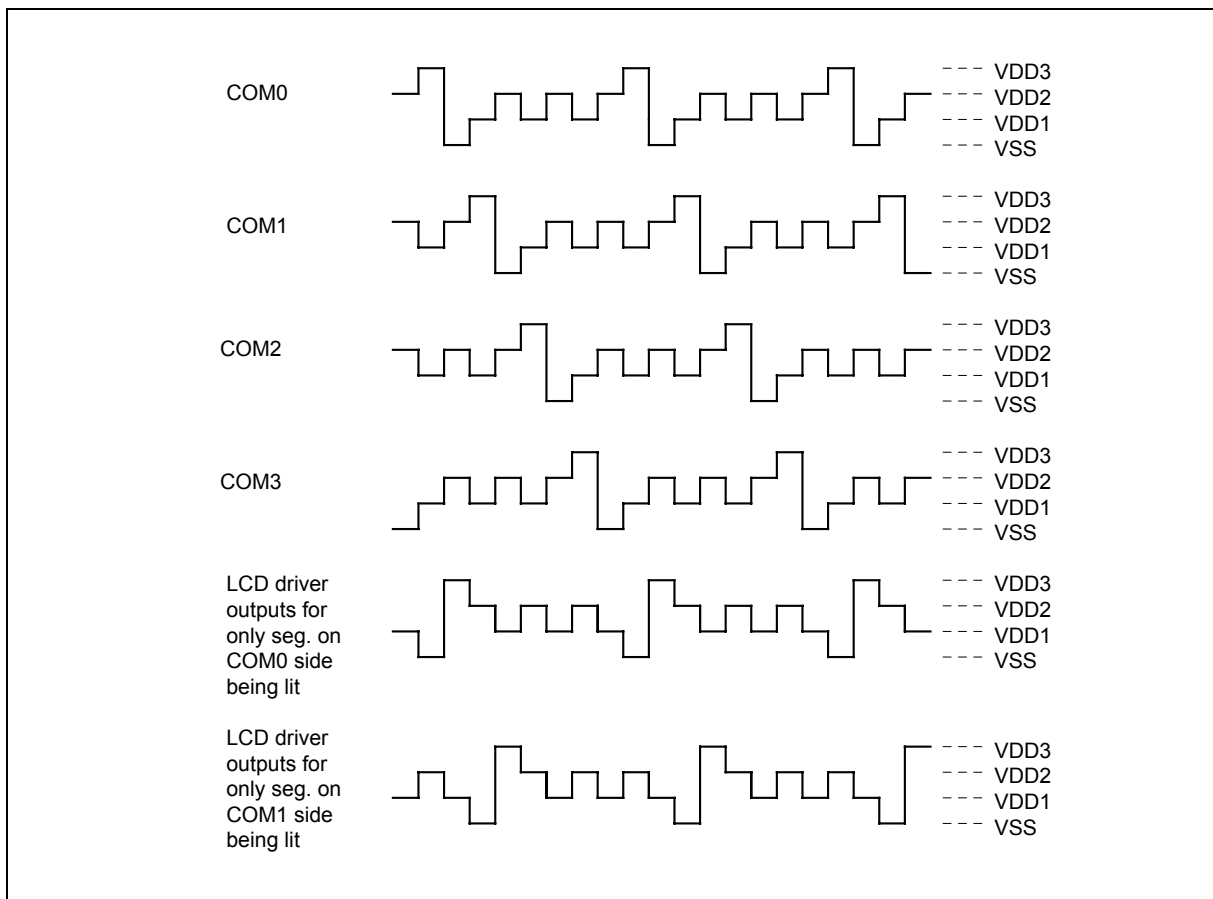 COM0
VDD3
VDD2
VDD1
VSS
COM1
VDD3
VDD2
VDD1
VSS
COM2
VDD3
VDD2
VDD1
VSS
COM3
VDD3
VDD2
VDD1
VSS
LCD driver
outputs for
only seg. on
COM0 side
being lit
VDD3
VDD2
VDD1
VSS
LCD driver
outputs for
only seg. on
COM1 side
being lit
VDD3
VDD2
VDD1
VSS